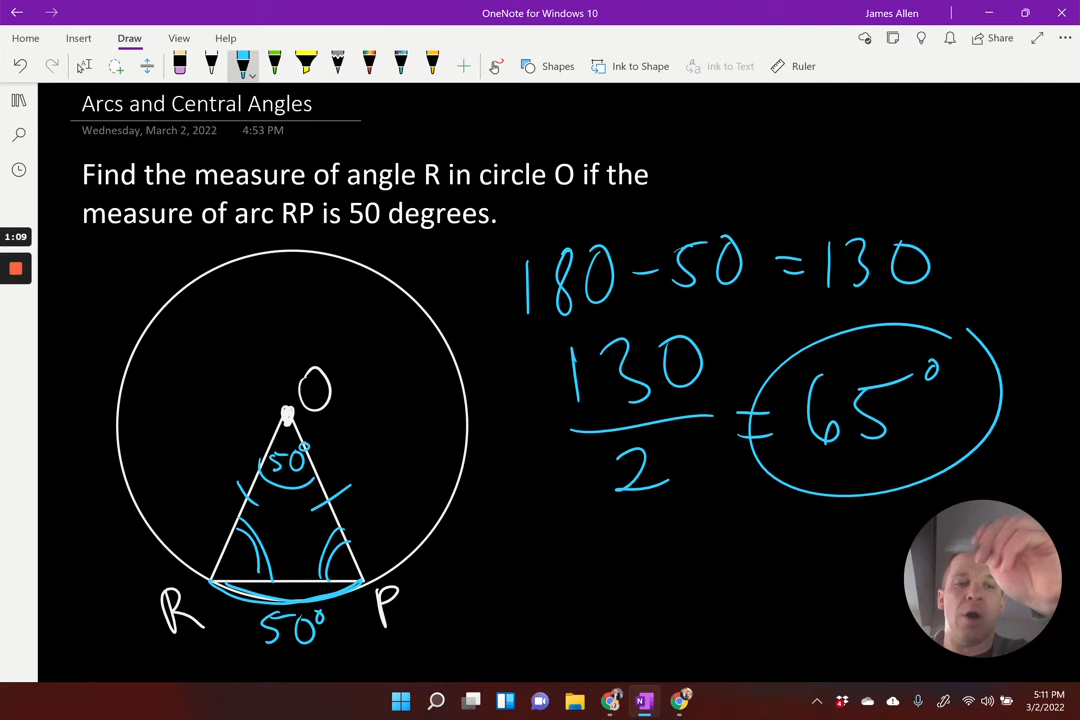 OneNote for Windows 10
James Allen
Home Insert Draw View Help
Share
Shapes Ink to Shape Ink to Text Ruler
Arcs and Central Angles
Wednesday, March 2, 2022 4:53 PM
Find the measure of angle R in circle O if the
measure of arc RP is 50 degrees.
1:09
180 - 50 = 130
130
2
= 65°
O
50°
R
P
50°
5:11 PM
3/2/2022